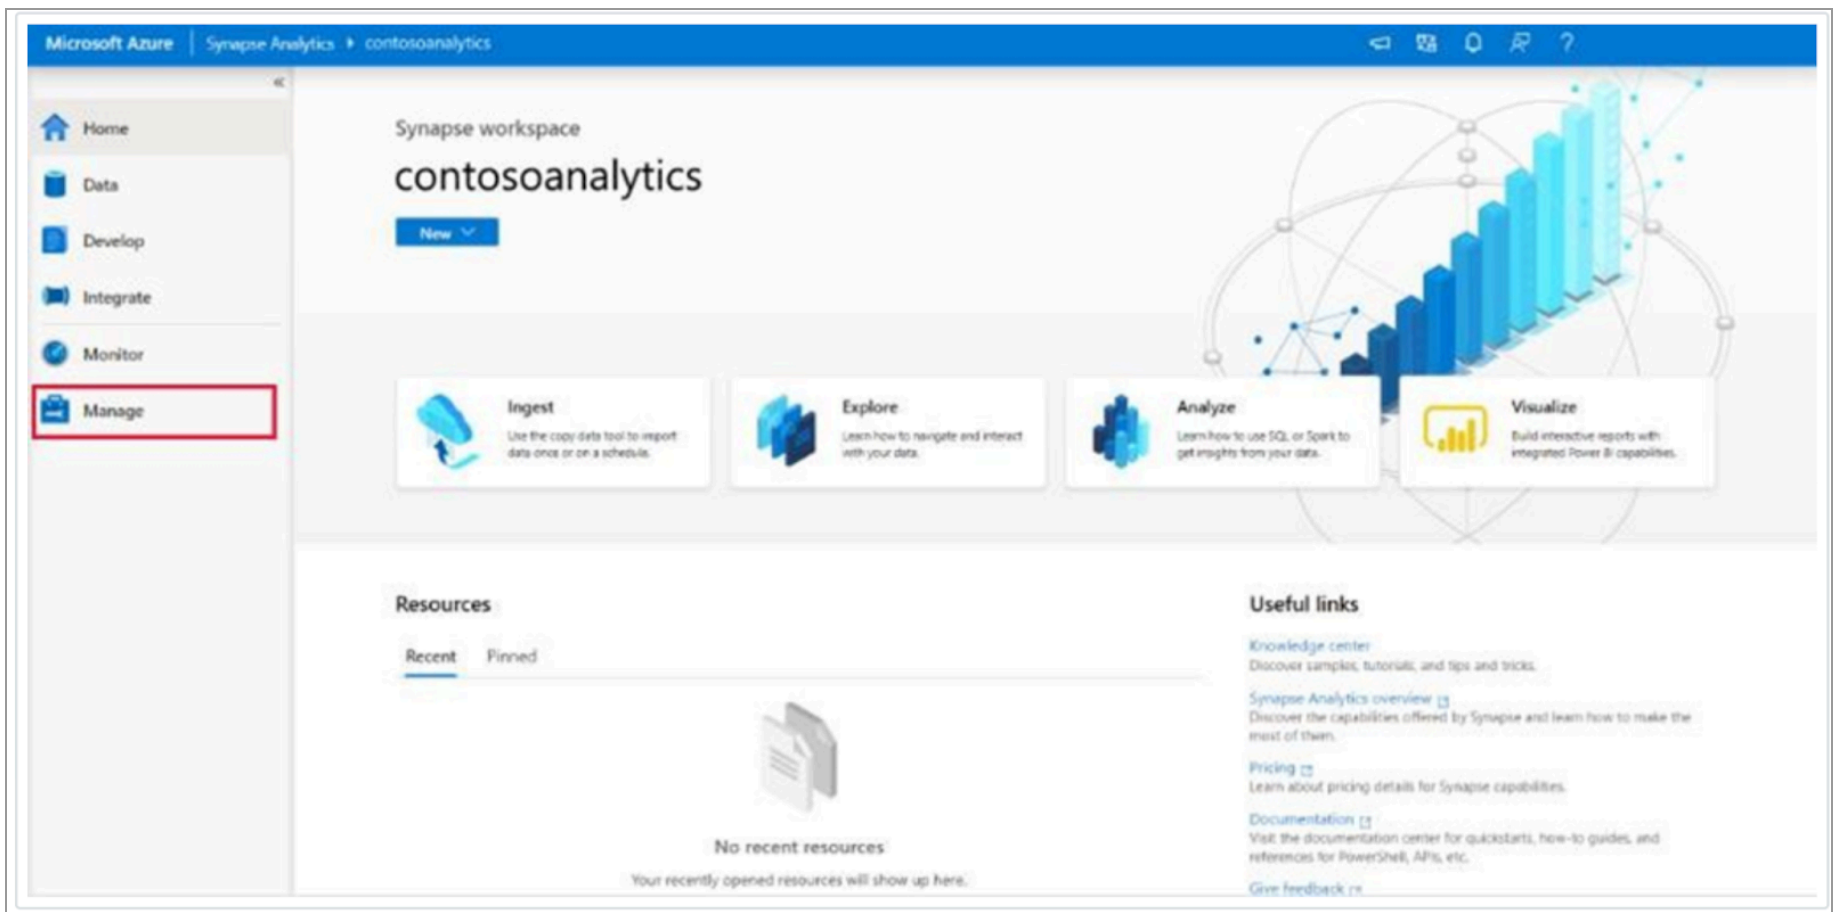 Microsoft Azure | Synapse Analytics ▸ contosoanalytics ?
«
Home
Data
Develop
Integrate
Monitor
Manage
Synapse workspace
contosoanalytics
New
Ingest
Use the copy data tool to import
data once or on a schedule.
Explore
Learn how to navigate and interact
with your data.
Analyze
Learn how to use SQL or Spark to
get insights from your data.
Visualize
Build interactive reports with
integrated Power BI capabilities.
Resources
Recent Pinned
No recent resources
Your recently opened resources will show up here.
Useful links
Knowledge center
Discover samples, tutorials, and tips and tricks.
Synapse Analytics overview
Discover the capabilities offered by Synapse and learn how to make the
most of them.
Pricing
Learn about pricing details for Synapse capabilities.
Documentation
Visit the documentation center for quickstarts, how-to guides, and
references for PowerShell, APIs, etc.
Give feedback